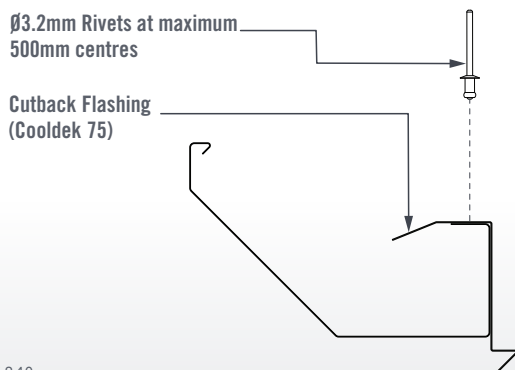 Ø3.2mm Rivets at maximum
500mm centres
Cutback Flashing
(Cooldek 75)